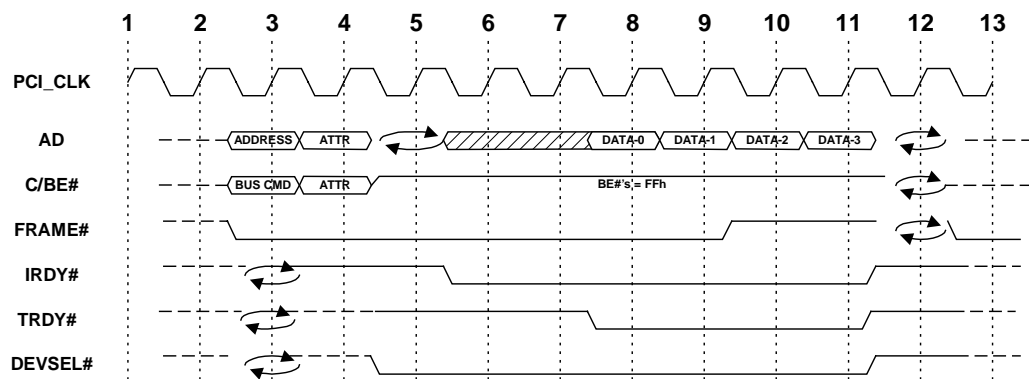 1 2 3 4 5 6 7 8 9 10 11 12 13
PCI_CLK
AD ADDRESS ATTR DATA-0 DATA-1 DATA-2 DATA-3
C/BE# BUS CMD ATTR BE#'s = FFh
FRAME#
IRDY#
TRDY#
DEVSEL#